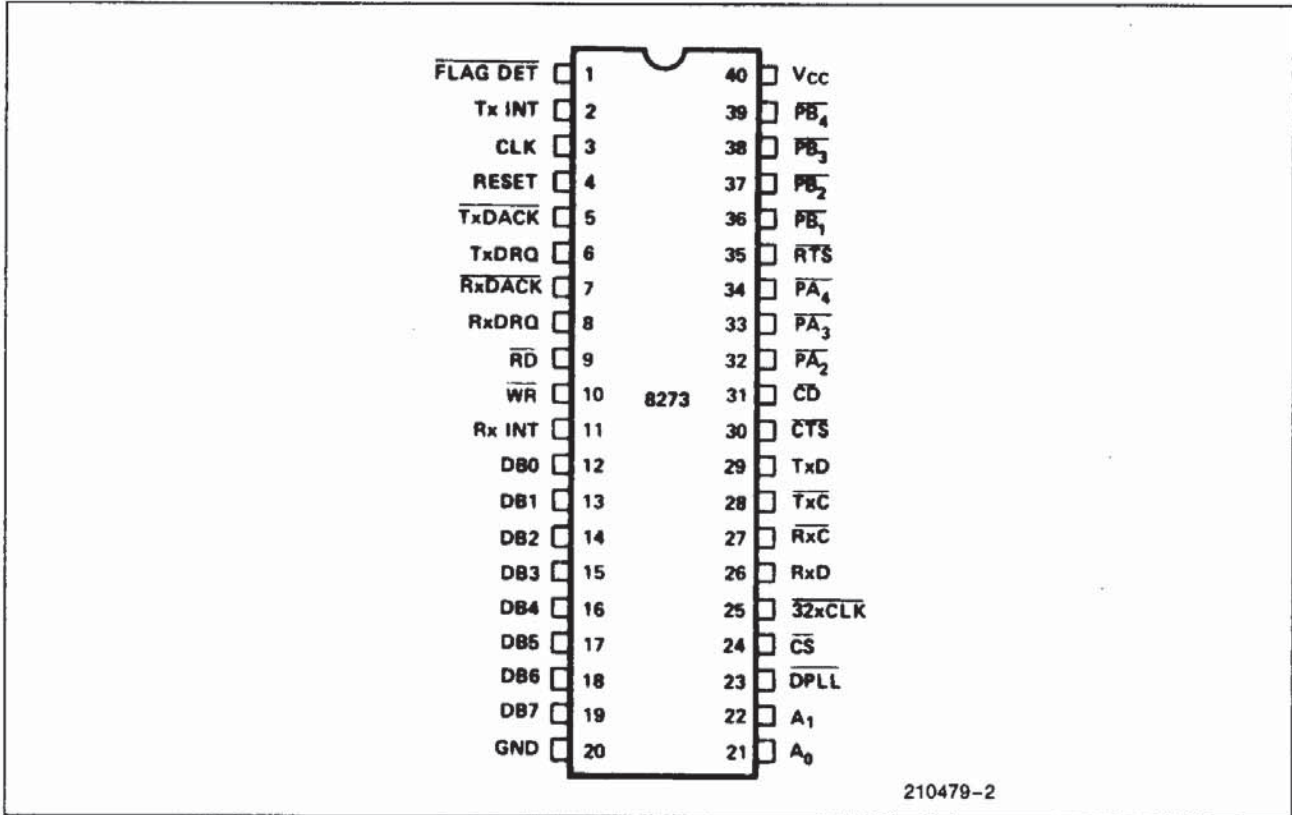 FLAG DET 1 40 VCC
Tx INT 2 39 PB4
CLK 3 38 PB3
RESET 4 37 PB2
TxDACK 5 36 PB1
TxDRQ 6 35 RTS
RxDACK 7 34 PA4
RxDRQ 8 33 PA3
RD 9 32 PA2
WR 10 8273 31 CD
Rx INT 11 30 CTS
DB0 12 29 TxD
DB1 13 28 TxC
DB2 14 27 RxC
DB3 15 26 RxD
DB4 16 25 32xCLK
DB5 17 24 CS
DB6 18 23 DPLL
DB7 19 22 A1
GND 20 21 A0
210479-2